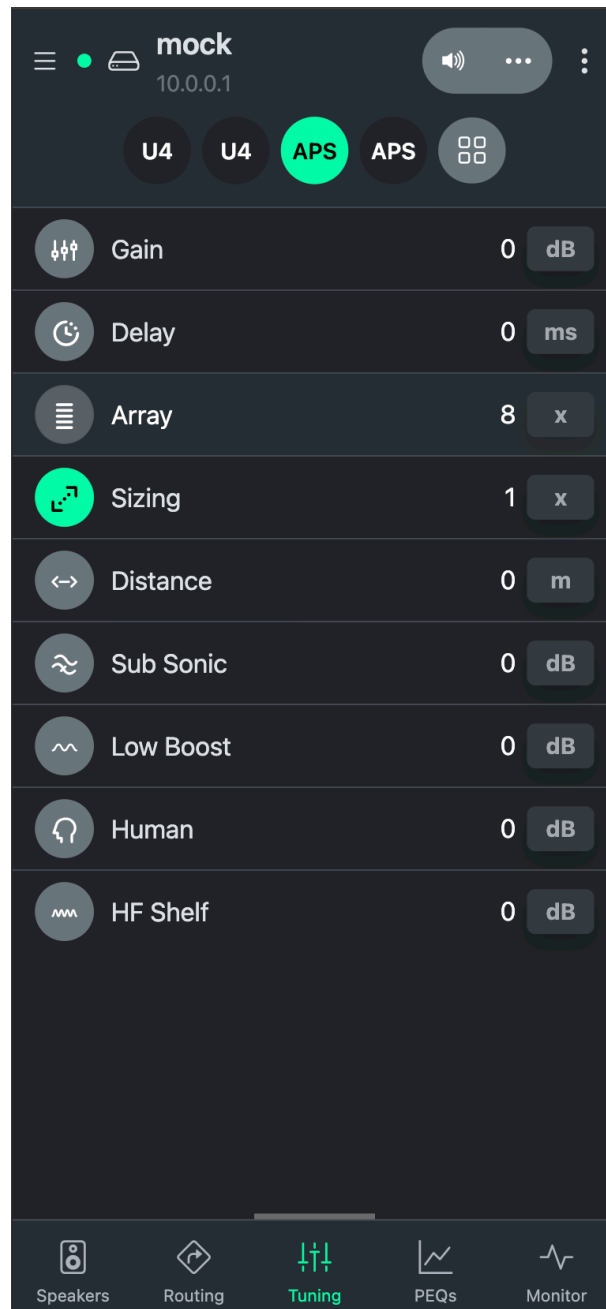 mock
10.0.0.1
U4 U4 APS APS
Gain 0 dB
Delay 0 ms
Array 8 x
Sizing 1 x
Distance 0 m
Sub Sonic 0 dB
Low Boost 0 dB
Human 0 dB
HF Shelf 0 dB
Speakers Routing Tuning PEQs Monitor